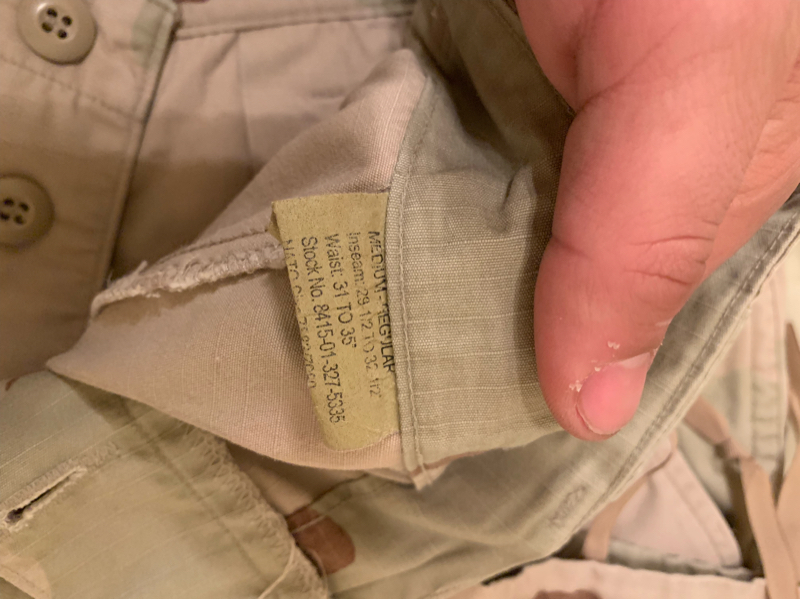 MEDIUM - REGULAR
Inseam: 29 1/2 TO 32 1/2"
Waist: 31 TO 35"
Stock No. 8415-01-327-5335
NATO